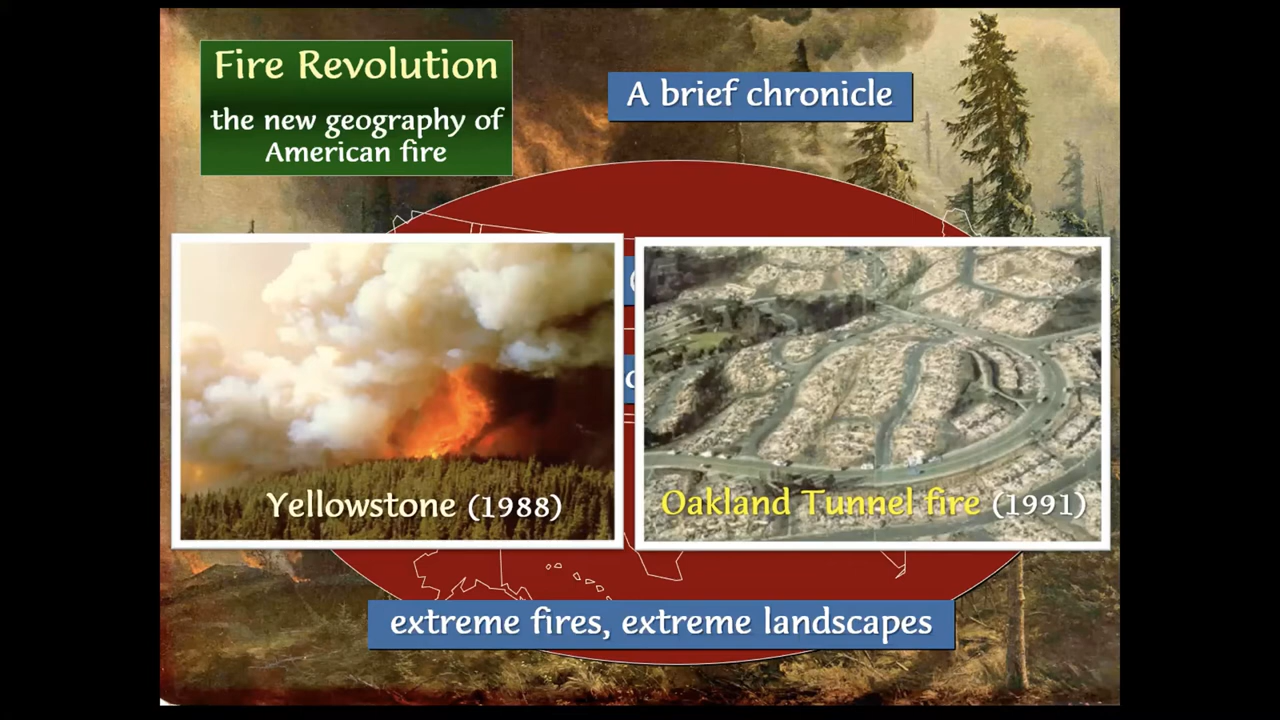 Fire Revolution
the new geography of
American fire
A brief chronicle
Yellowstone (1988)
Oakland Tunnel fire (1991)
extreme fires, extreme landscapes